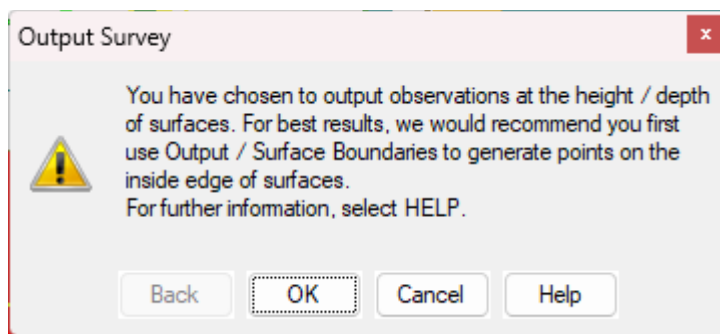 Output Survey
x
You have chosen to output observations at the height / depth
of surfaces. For best results, we would recommend you first
use Output / Surface Boundaries to generate points on the
inside edge of surfaces.
For further information, select HELP.
Back OK Cancel Help